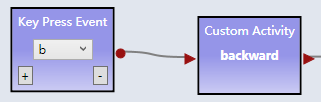 Key Press Event
b
+ -
Custom Activity
backward